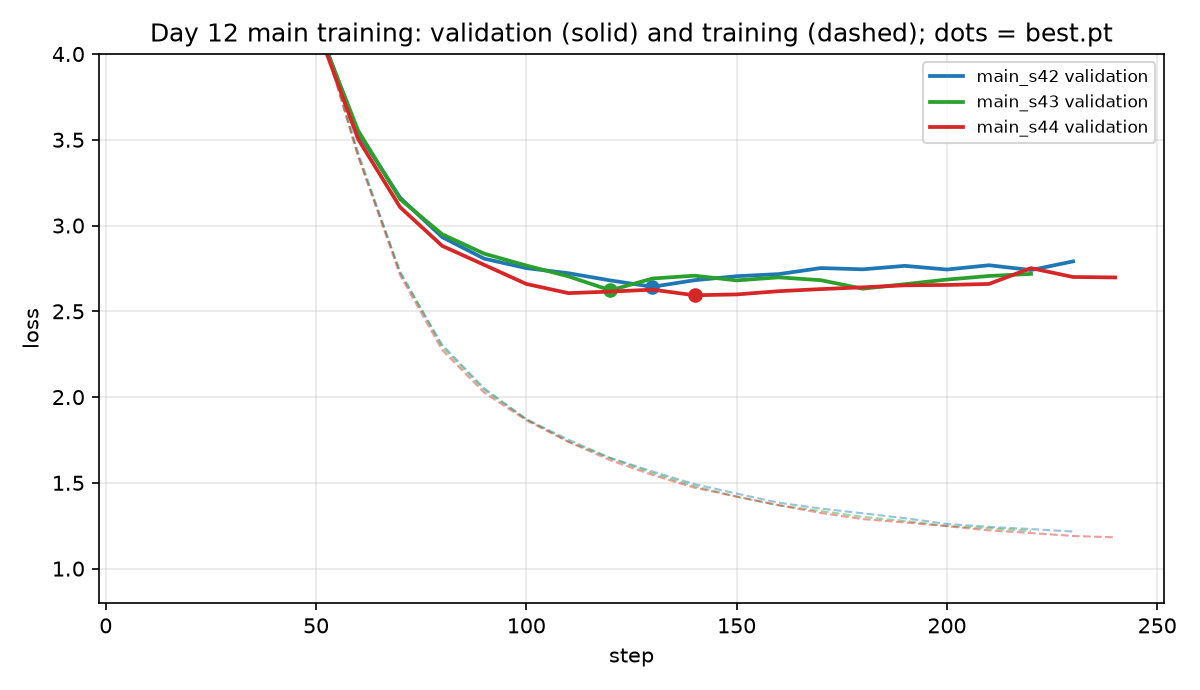 Day 12 main training: validation (solid) and training (dashed); dots = best.pt
main_s42 validation
main_s43 validation
main_s44 validation
loss
4.0
3.5
3.0
2.5
2.0
1.5
1.0
0
50
100
150
200
250
step